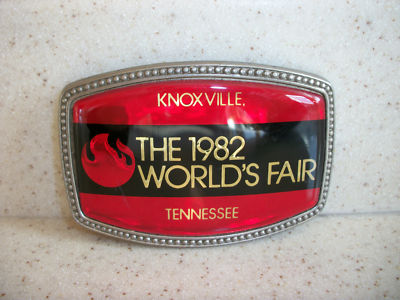 KNOXVILLE,
THE 1982
WORLD'S FAIR
TENNESSEE